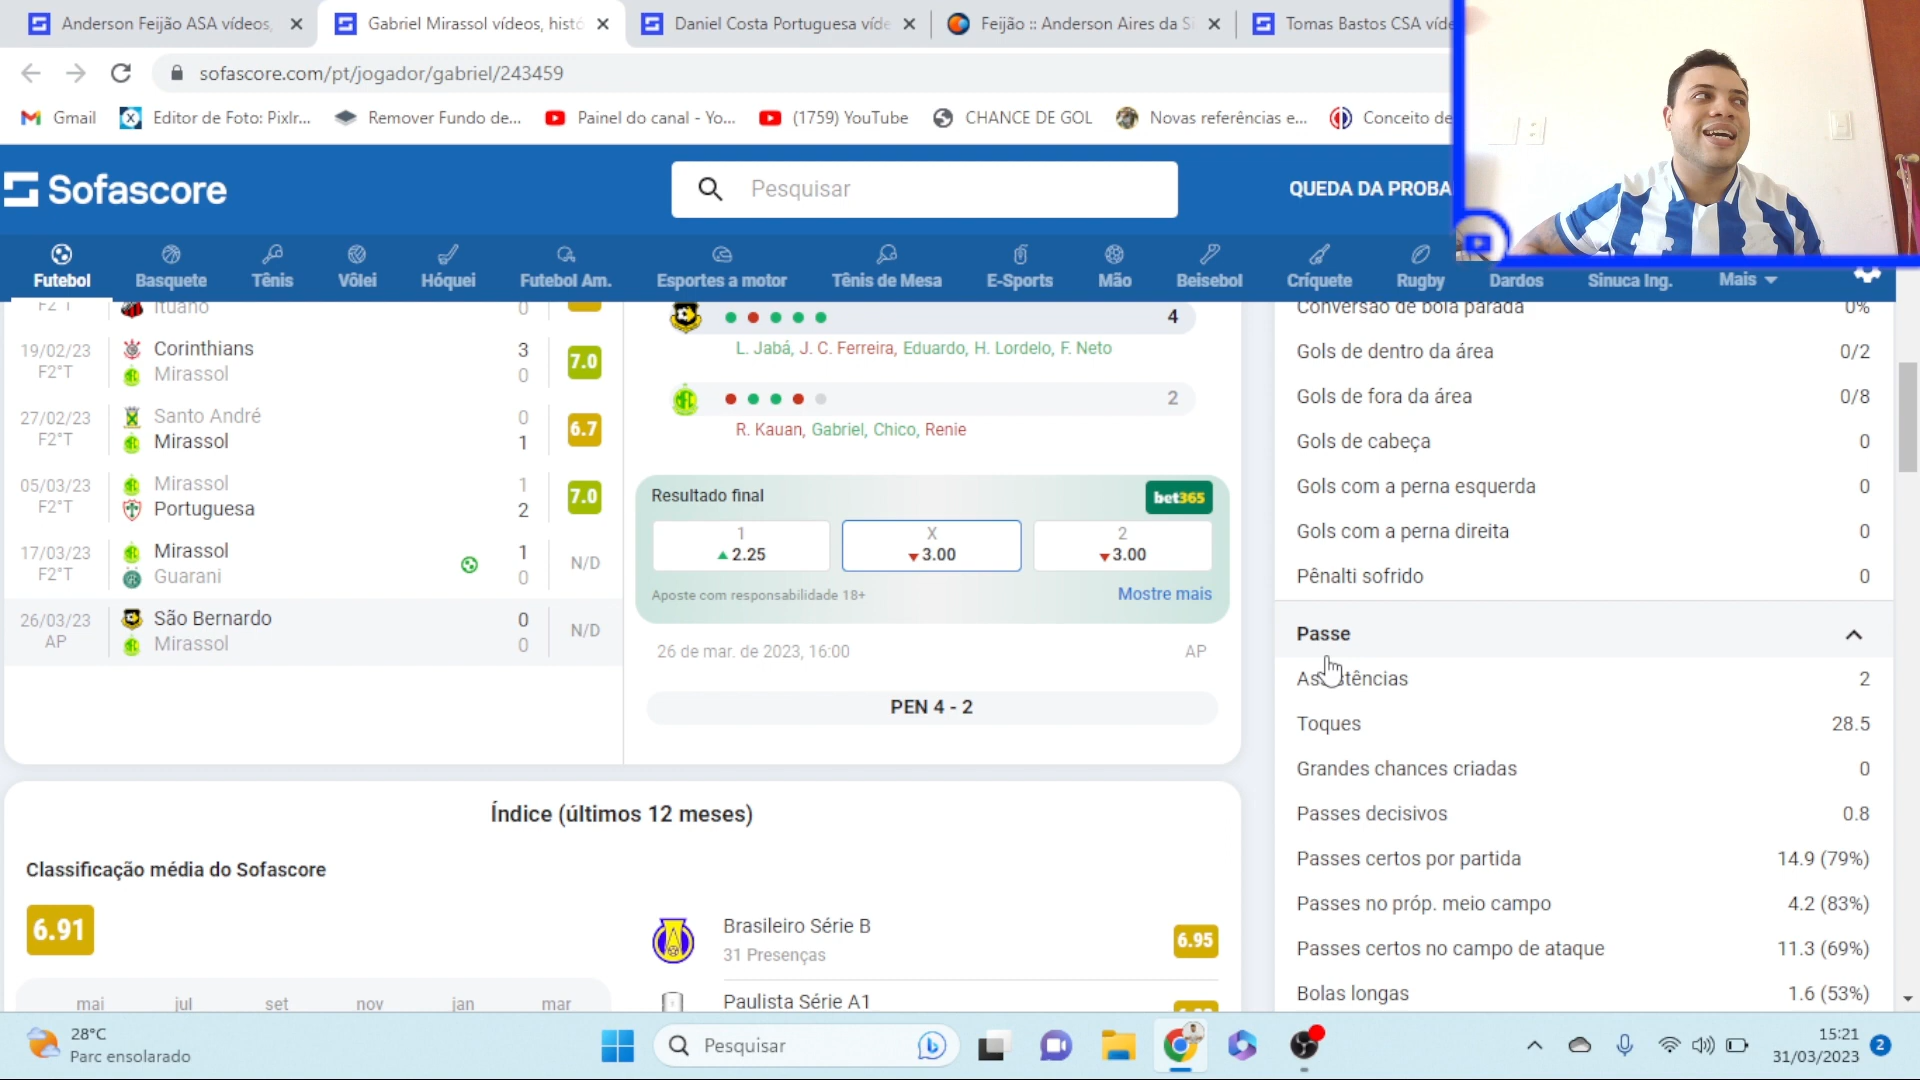 Anderson Feijão ASA vídeos,
Gabriel Mirassol vídeos, histó
Daniel Costa Portuguesa víde
Feijão :: Anderson Aires da Si
Tomas Bastos CSA víde
sofascore.com/pt/jogador/gabriel/243459
Gmail
Editor de Foto: Pixlr...
Remover Fundo de...
Painel do canal - Yo...
(1759) YouTube
CHANCE DE GOL
Novas referências e...
Conceito de
Sofascore
Pesquisar
QUEDA DA PROBA
Futebol
Basquete
Tênis
Vôlei
Hóquei
Futebol Am.
Esportes a motor
Tênis de Mesa
E-Sports
Mão
Beisebol
Críquete
Rugby
Dardos
Sinuca Ing.
Mais
F2°T
Ituano
0
19/02/23
F2°T
Corinthians
Mirassol
3
0
7.0
27/02/23
F2°T
Santo André
Mirassol
0
1
6.7
05/03/23
F2°T
Mirassol
Portuguesa
1
2
7.0
17/03/23
F2°T
Mirassol
Guarani
1
0
N/D
26/03/23
AP
São Bernardo
Mirassol
0
0
N/D
4
L. Jabá, J. C. Ferreira, Eduardo, H. Lordelo, F. Neto
2
R. Kauan, Gabriel, Chico, Renie
Resultado final
bet365
1
2.25
X
3.00
2
3.00
Aposte com responsabilidade 18+
Mostre mais
26 de mar. de 2023, 16:00
AP
PEN 4 - 2
Índice (últimos 12 meses)
Classificação média do Sofascore
6.91
mai jul set nov jan mar
Brasileiro Série B
31 Presenças
6.95
Paulista Série A1
Conversão de bola parada 0%
Gols de dentro da área 0/2
Gols de fora da área 0/8
Gols de cabeça 0
Gols com a perna esquerda 0
Gols com a perna direita 0
Pênalti sofrido 0
Passe
Assistências 2
Toques 28.5
Grandes chances criadas 0
Passes decisivos 0.8
Passes certos por partida 14.9 (79%)
Passes no próp. meio campo 4.2 (83%)
Passes certos no campo de ataque 11.3 (69%)
Bolas longas 1.6 (53%)
28°C
Parc ensolarado
Pesquisar
15:21
31/03/2023
2